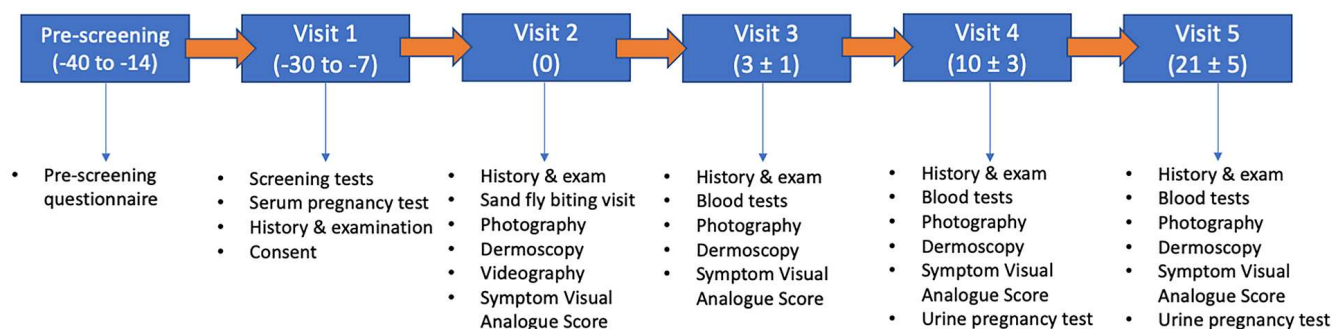 Pre-screening
(-40 to -14)
Visit 1
(-30 to -7)
Visit 2
(0)
Visit 3
(3 ± 1)
Visit 4
(10 ± 3)
Visit 5
(21 ± 5)
• Pre-screening
questionnaire
• Screening tests
• Serum pregnancy test
• History & examination
• Consent
• History & exam
• Sand fly biting visit
• Photography
• Dermoscopy
• Videography
• Symptom Visual
Analogue Score
• History & exam
• Blood tests
• Photography
• Dermoscopy
• Symptom Visual
Analogue Score
• History & exam
• Blood tests
• Photography
• Dermoscopy
• Symptom Visual
Analogue Score
• Urine pregnancy test
• History & exam
• Blood tests
• Photography
• Dermoscopy
• Symptom Visual
Analogue Score
• Urine pregnancy test